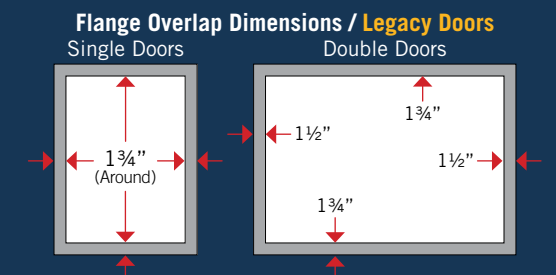 Flange Overlap Dimensions / Legacy Doors
Single Doors
Double Doors
1¾”
(Around)
1½”
1¾”
1½”
1¾”